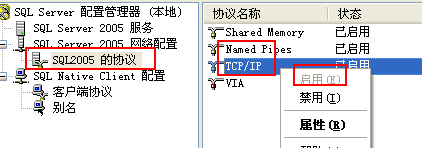 SQL Server 配置管理器 (本地)
SQL Server 2005 服务
SQL Server 2005 网络配置
SQL2005 的协议
SQL Native Client 配置
客户端协议
别名
协议名称 状态
Shared Memory 已启用
Named Pipes 已启用
TCP/IP 已启用
VIA
启用(E)
禁用(I)
属性(R)